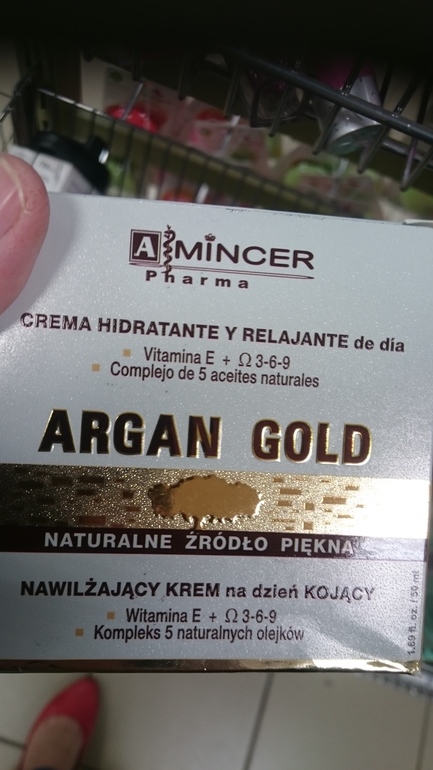 A MINCER
Pharma
CREMA HIDRATANTE Y RELAJANTE de día
Vitamina E + Ω 3-6-9
Complejo de 5 aceites naturales
ARGAN GOLD
NATURALNE ŹRÓDŁO PIĘKNA
NAWILŻAJĄCY KREM na dzień KOJĄCY
Witamina E + Ω 3-6-9
Kompleks 5 naturalnych olejków
1.69 fl. oz. / 50 ml